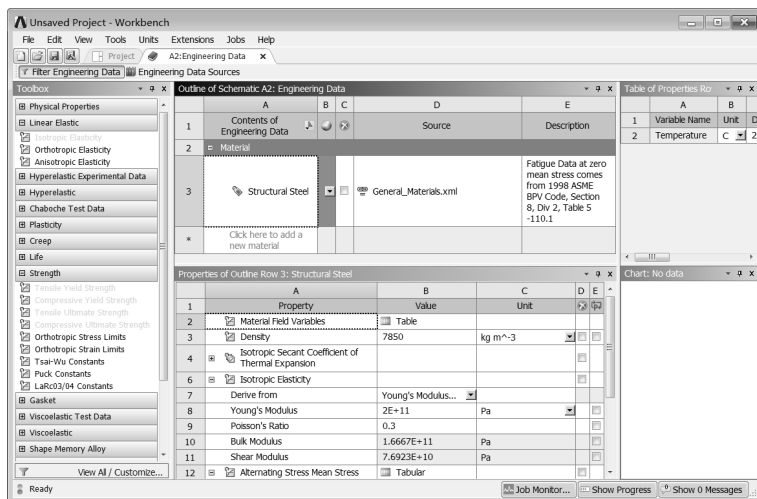 Unsaved Project - Workbench
File Edit View Tools Units Extensions Jobs Help
Project A2:Engineering Data x
Filter Engineering Data Engineering Data Sources
Toolbox
Physical Properties
Linear Elastic
Isotropic Elasticity
Orthotropic Elasticity
Anisotropic Elasticity
Hyperelastic Experimental Data
Hyperelastic
Chaboche Test Data
Plasticity
Creep
Life
Strength
Tensile Yield Strength
Compressive Yield Strength
Tensile Ultimate Strength
Compressive Ultimate Strength
Orthotropic Stress Limits
Orthotropic Strain Limits
Tsai-Wu Constants
Puck Constants
LaRc03/04 Constants
Gasket
Viscoelastic Test Data
Viscoelastic
Shape Memory Alloy
View All / Customize...
Outline of Schematic A2: Engineering Data
A B C D E
1 Contents of Engineering Data Source Description
2 Material
3 Structural Steel General_Materials.xml
Fatigue Data at zero
mean stress comes
from 1998 ASME
BPV Code, Section
8, Div 2, Table 5
-110.1
* Click here to add a
new material
Table of Properties Ro
A B
1 Variable Name Unit D
2 Temperature C 2
Properties of Outline Row 3: Structural Steel
A B C D E
1 Property Value Unit
2 Material Field Variables Table
3 Density 7850 kg m^-3
4 Isotropic Secant Coefficient of
Thermal Expansion
6 Isotropic Elasticity
7 Derive from Young's Modulus...
8 Young's Modulus 2E+11 Pa
9 Poisson's Ratio 0.3
10 Bulk Modulus 1.6667E+11 Pa
11 Shear Modulus 7.6923E+10 Pa
12 Alternating Stress Mean Stress Tabular
Chart: No data
Ready
Job Monitor... Show Progress Show 0 Messages